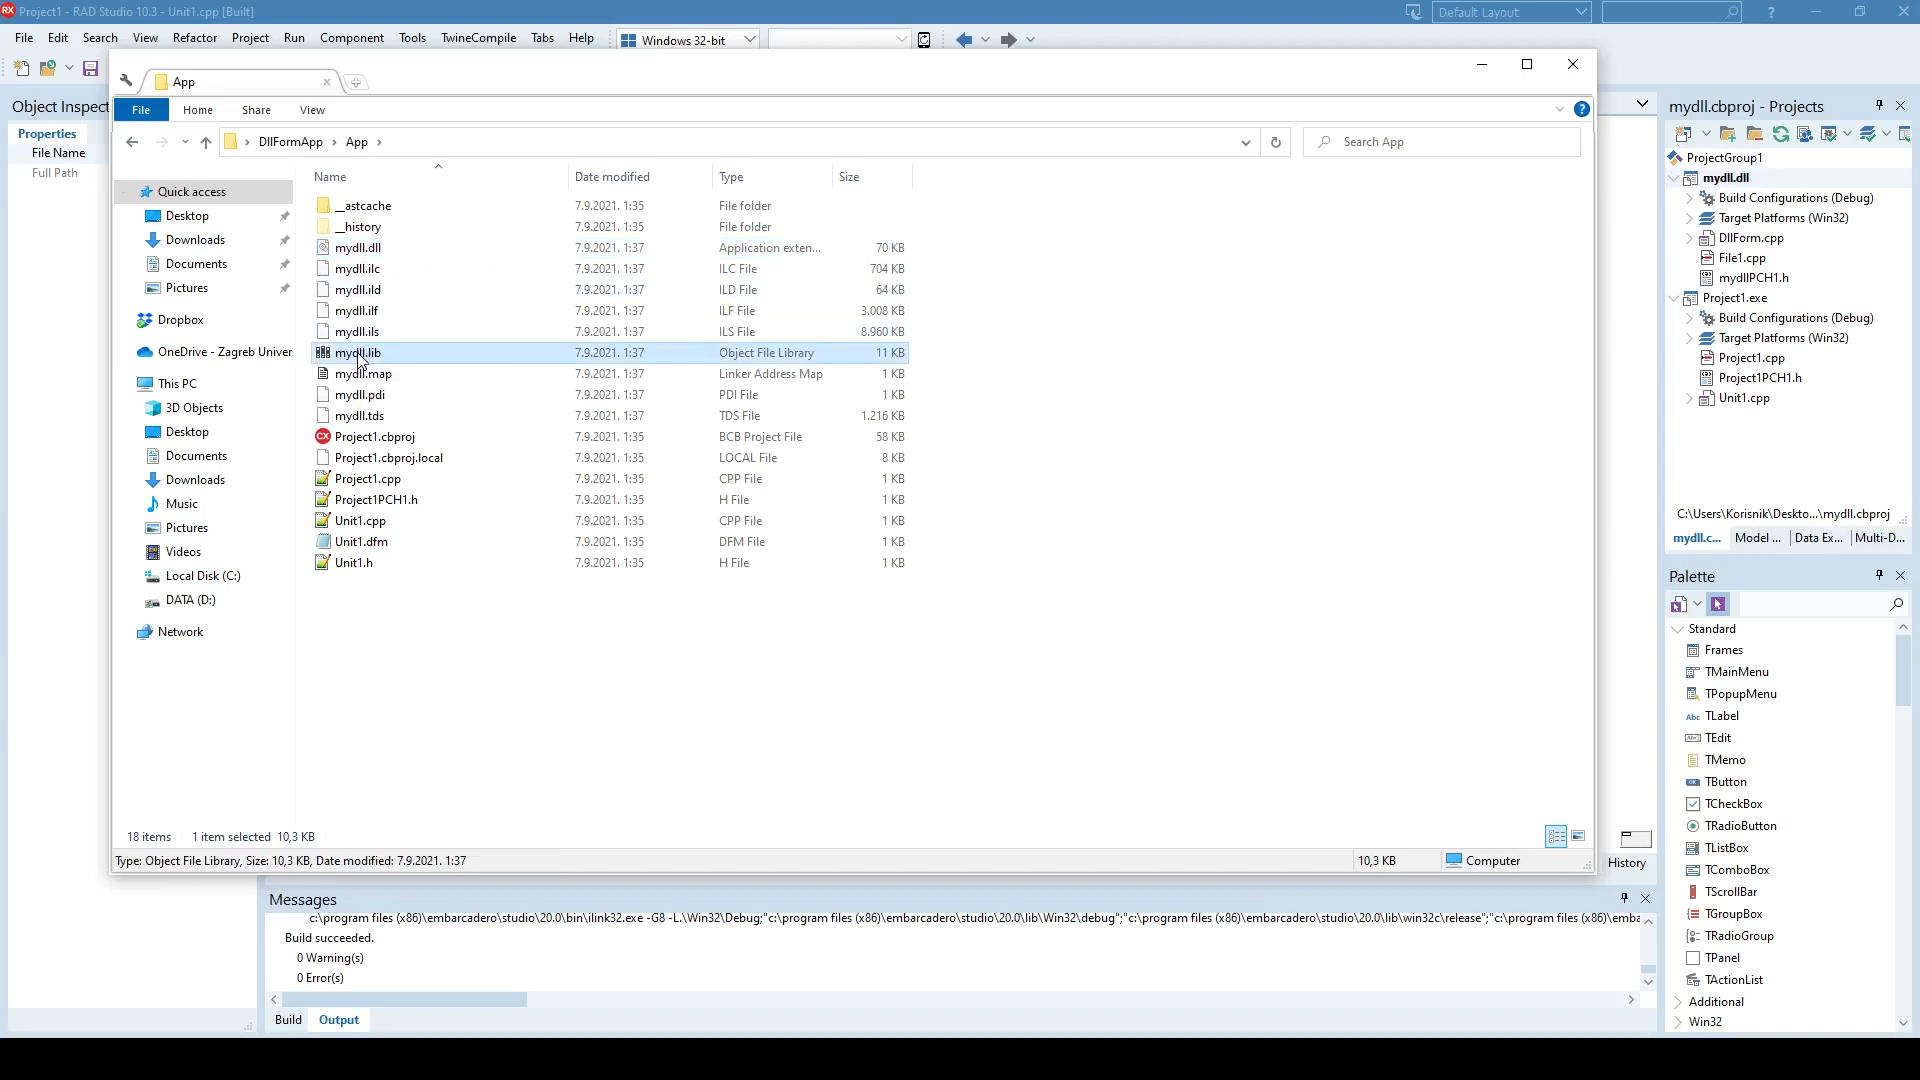 Project1 - RAD Studio 10.3 - Unit1.cpp [Built]
Default Layout
File Edit Search View Refactor Project Run Component Tools TwineCompile Tabs Help
Windows 32-bit
App
File Home Share View
DllFormApp App
Search App
Object Inspect
Properties
File Name
Full Path
Name Date modified Type Size
__astcache 7.9.2021. 1:35 File folder
__history 7.9.2021. 1:35 File folder
mydll.dll 7.9.2021. 1:37 Application exten... 70 KB
mydll.ilc 7.9.2021. 1:37 ILC File 704 KB
mydll.ild 7.9.2021. 1:37 ILD File 64 KB
mydll.ilf 7.9.2021. 1:37 ILF File 3.008 KB
mydll.ils 7.9.2021. 1:37 ILS File 8.960 KB
mydll.lib 7.9.2021. 1:37 Object File Library 11 KB
mydll.map 7.9.2021. 1:37 Linker Address Map 1 KB
mydll.pdi 7.9.2021. 1:37 PDI File 1 KB
mydll.tds 7.9.2021. 1:37 TDS File 1.216 KB
Project1.cbproj 7.9.2021. 1:35 BCB Project File 58 KB
Project1.cbproj.local 7.9.2021. 1:35 LOCAL File 8 KB
Project1.cpp 7.9.2021. 1:35 CPP File 1 KB
Project1PCH1.h 7.9.2021. 1:35 H File 1 KB
Unit1.cpp 7.9.2021. 1:35 CPP File 1 KB
Unit1.dfm 7.9.2021. 1:35 DFM File 1 KB
Unit1.h 7.9.2021. 1:35 H File 1 KB
Quick access
Desktop
Downloads
Documents
Pictures
Dropbox
OneDrive - Zagreb Univer
This PC
3D Objects
Desktop
Documents
Downloads
Music
Pictures
Videos
Local Disk (C:)
DATA (D:)
Network
18 items 1 item selected 10,3 KB
Type: Object File Library, Size: 10,3 KB, Date modified: 7.9.2021. 1:37
10,3 KB
Computer
History
Messages
c:\program files (x86)\embarcadero\studio\20.0\bin\ilink32.exe -G8 -L.\Win32\Debug;"c:\program files (x86)\embarcadero\studio\20.0\lib\Win32\debug";"c:\program files (x86)\embarcadero\studio\20.0\lib\win32c\release";"c:\program files (x86)\emba
Build succeeded.
0 Warning(s)
0 Error(s)
Build Output
mydll.cbproj - Projects
ProjectGroup1
mydll.dll
Build Configurations (Debug)
Target Platforms (Win32)
DllForm.cpp
File1.cpp
mydllPCH1.h
Project1.exe
Build Configurations (Debug)
Target Platforms (Win32)
Project1.cpp
Project1PCH1.h
Unit1.cpp
C:\Users\Korisnik\Deskto...\mydll.cbproj
mydll.c... Model ... Data Ex... Multi-D...
Palette
Standard
Frames
TMainMenu
TPopupMenu
TLabel
TEdit
TMemo
TButton
TCheckBox
TRadioButton
TListBox
TComboBox
TScrollBar
TGroupBox
TRadioGroup
TPanel
TActionList
Additional
Win32